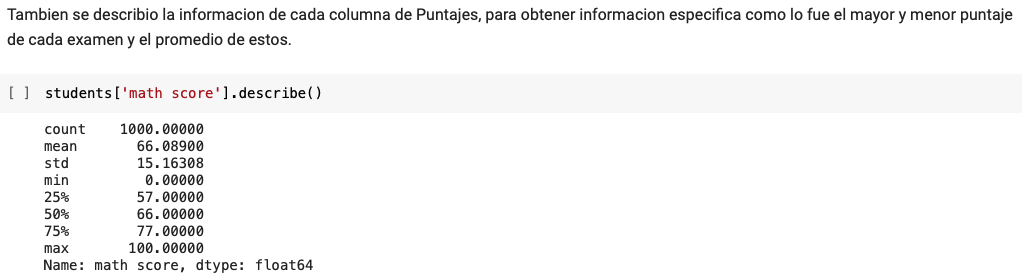 Tambien se describio la informacion de cada columna de Puntajes, para obtener informacion especifica como lo fue el mayor y menor puntaje
de cada examen y el promedio de estos.
[ ] students['math score'].describe()
count    1000.00000
mean       66.08900
std        15.16308
min         0.00000
25%        57.00000
50%        66.00000
75%        77.00000
max       100.00000
Name: math score, dtype: float64